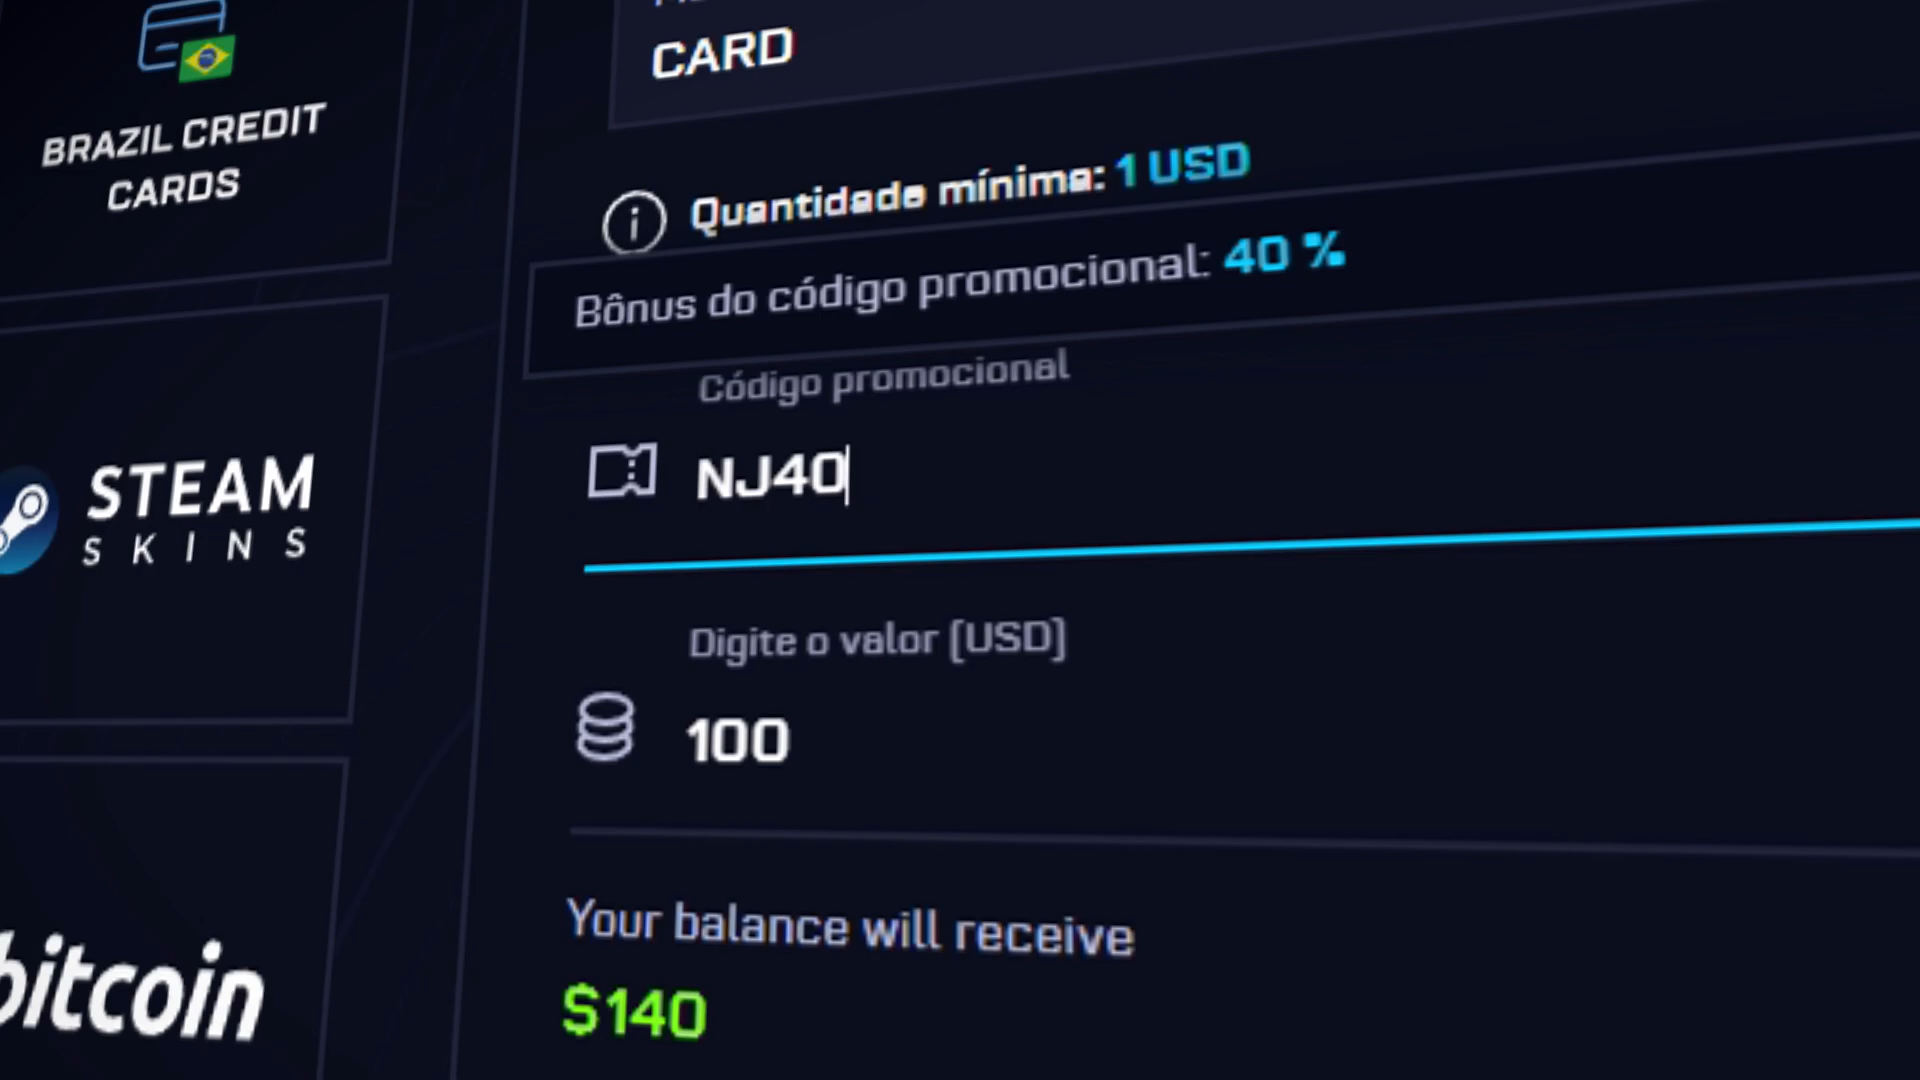 CARD
BRAZIL CREDIT
CARDS
Quantidade mínima: 1 USD
Bônus do código promocional: 40 %
Código promocional
NJ40
STEAM
SKINS
Digite o valor (USD)
100
Your balance will receive
$140
bitcoin